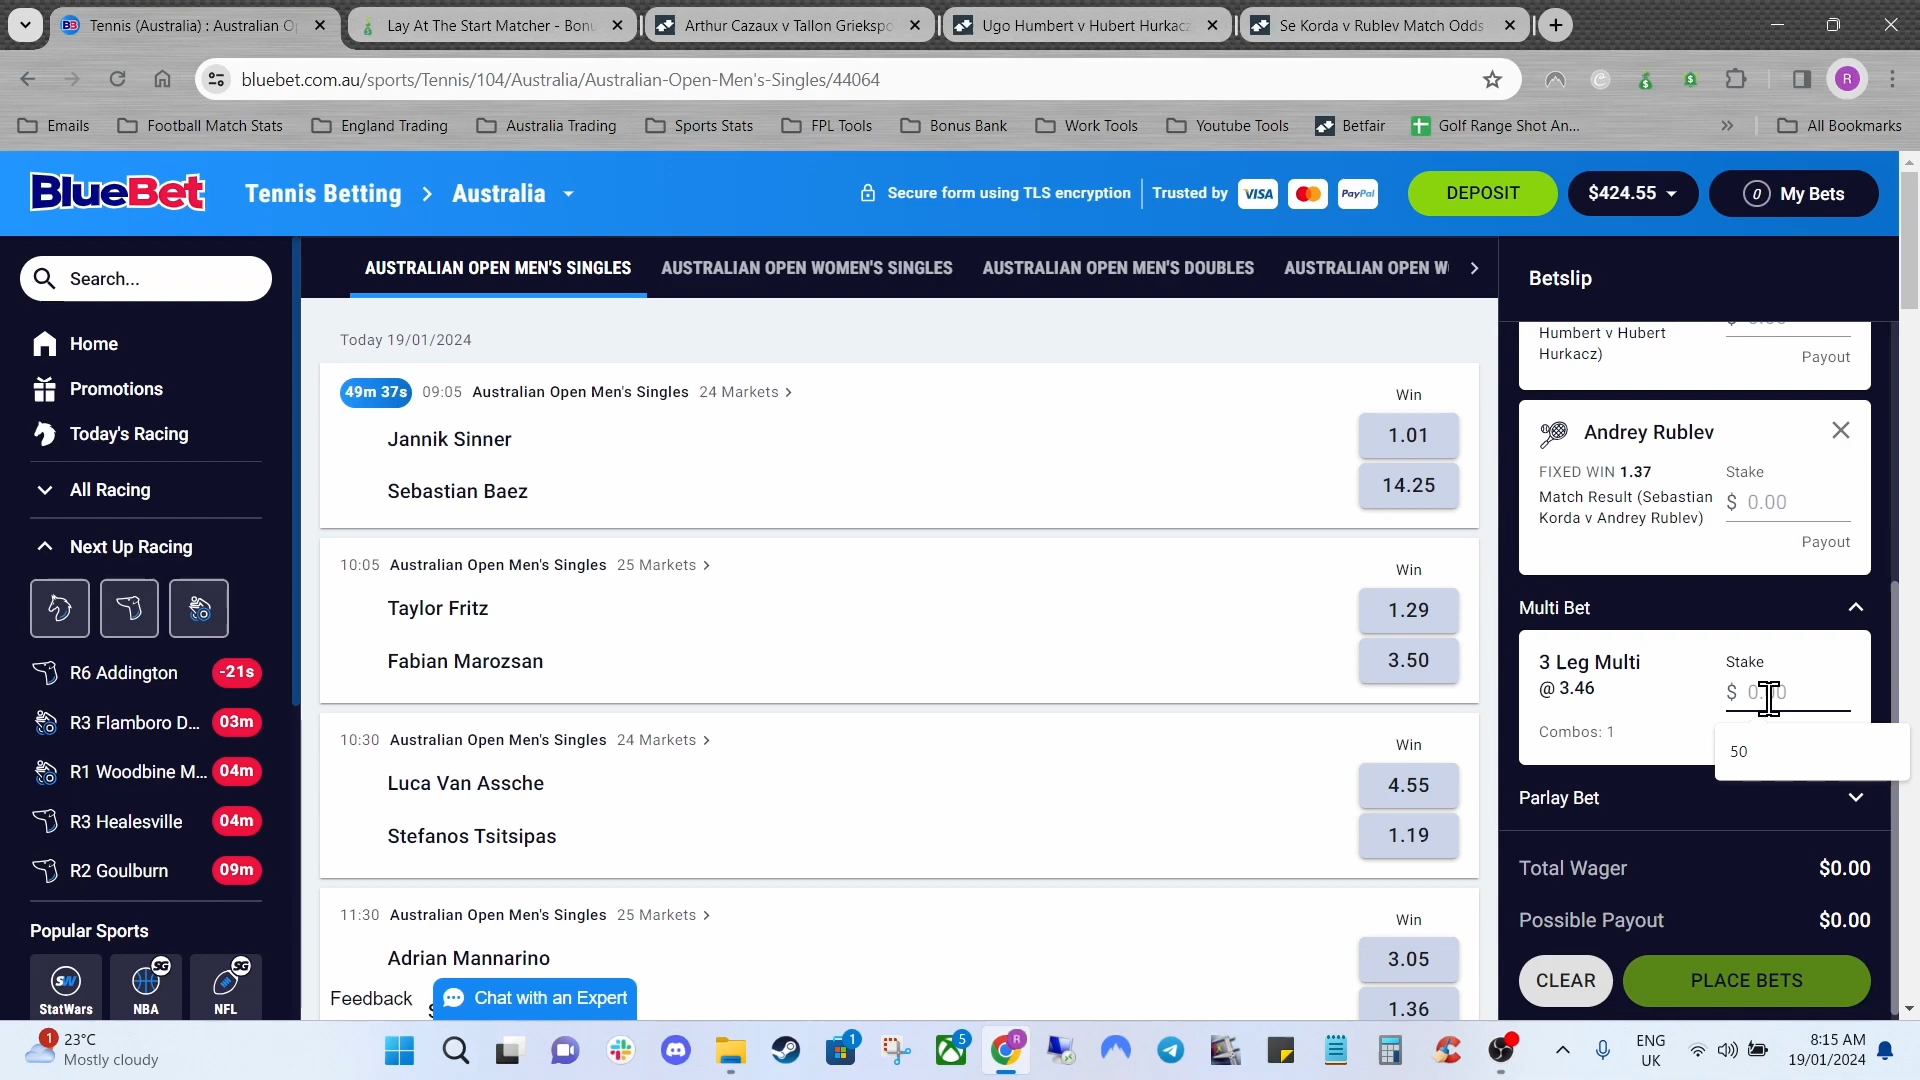 Tennis (Australia) : Australian O
Lay At The Start Matcher - Bonu
Arthur Cazaux v Tallon Griekspo
Ugo Humbert v Hubert Hurkacz
Se Korda v Rublev Match Odds
bluebet.com.au/sports/Tennis/104/Australia/Australian-Open-Men's-Singles/44064
R
Emails
Football Match Stats
England Trading
Australia Trading
Sports Stats
FPL Tools
Bonus Bank
Work Tools
Youtube Tools
Betfair
Golf Range Shot An...
All Bookmarks
BlueBet
Tennis Betting > Australia
Secure form using TLS encryption
Trusted by VISA PayPal
DEPOSIT
$424.55
0 My Bets
Search...
Home
Promotions
Today's Racing
All Racing
Next Up Racing
R6 Addington -21s
R3 Flamboro D... 03m
R1 Woodbine M... 04m
R3 Healesville 04m
R2 Goulburn 09m
Popular Sports
SW
SG
SG
StatWars
NBA
NFL
AUSTRALIAN OPEN MEN'S SINGLES
AUSTRALIAN OPEN WOMEN'S SINGLES
AUSTRALIAN OPEN MEN'S DOUBLES
AUSTRALIAN OPEN W
Today 19/01/2024
49m 37s 09:05 Australian Open Men's Singles 24 Markets >
Win
Jannik Sinner 1.01
Sebastian Baez 14.25
10:05 Australian Open Men's Singles 25 Markets >
Win
Taylor Fritz 1.29
Fabian Marozsan 3.50
10:30 Australian Open Men's Singles 24 Markets >
Win
Luca Van Assche 4.55
Stefanos Tsitsipas 1.19
11:30 Australian Open Men's Singles 25 Markets >
Win
Adrian Mannarino 3.05
1.36
Feedback
Chat with an Expert
Betslip
Humbert v Hubert
Hurkacz)
Payout
Andrey Rublev
FIXED WIN 1.37
Stake
Match Result (Sebastian
Korda v Andrey Rublev)
$ 0.00
Payout
Multi Bet
3 Leg Multi
@ 3.46
Stake
$ 0.00
Combos: 1
50
Parlay Bet
Total Wager $0.00
Possible Payout $0.00
CLEAR
PLACE BETS
1
23°C
Mostly cloudy
1
5
R
ENG
UK
8:15 AM
19/01/2024